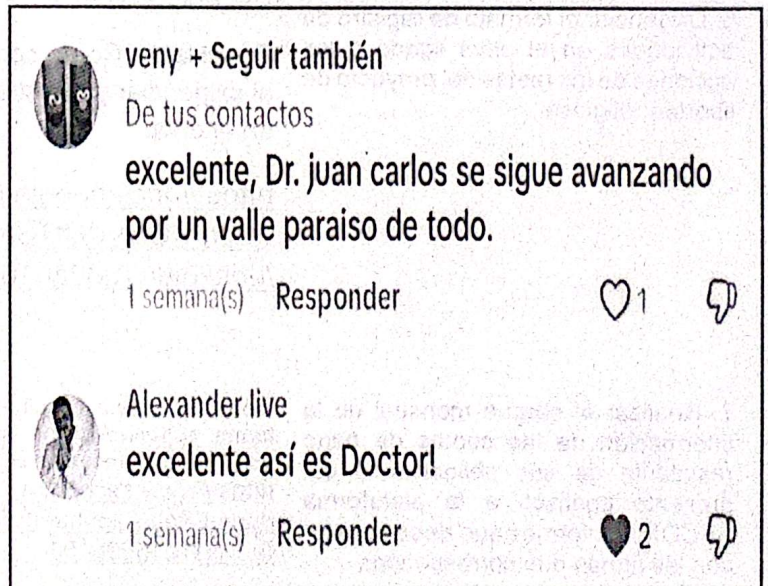 veny + Seguir también
De tus contactos
excelente, Dr. juan carlos se sigue avanzando
por un valle paraiso de todo.
1 semana(s) Responder
1
Alexander live
excelente así es Doctor!
1 semana(s) Responder
2